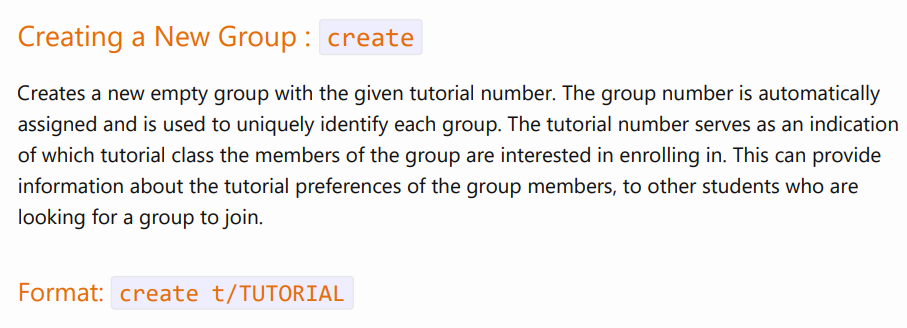 Creating a New Group : create
Creates a new empty group with the given tutorial number. The group number is automatically
assigned and is used to uniquely identify each group. The tutorial number serves as an indication
of which tutorial class the members of the group are interested in enrolling in. This can provide
information about the tutorial preferences of the group members, to other students who are
looking for a group to join.
Format: create t/TUTORIAL